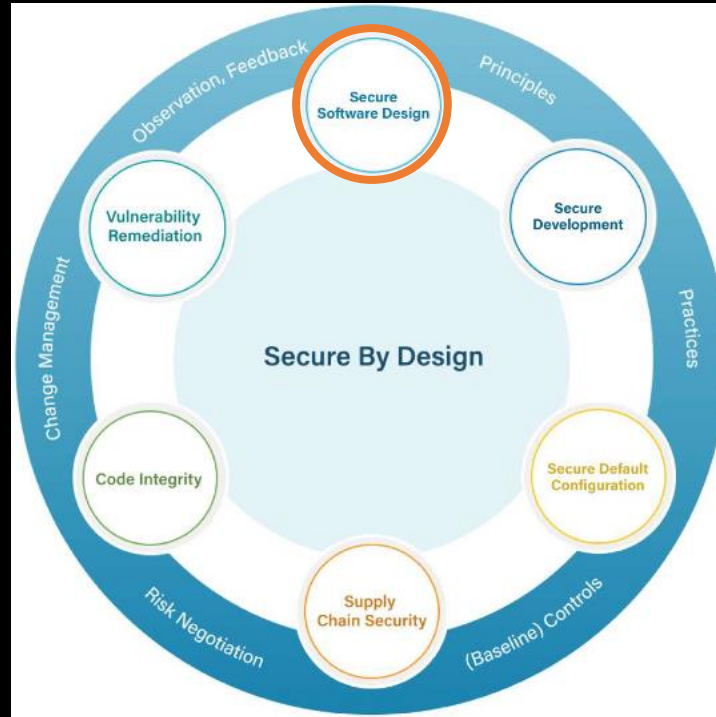 Observation, Feedback
Principles
Secure
Software Design
Vulnerability
Remediation
Secure
Development
Change Management
Practices
Secure By Design
Code Integrity
Secure Default
Configuration
Risk Negotiation
Supply
Chain Security
(Baseline) Controls